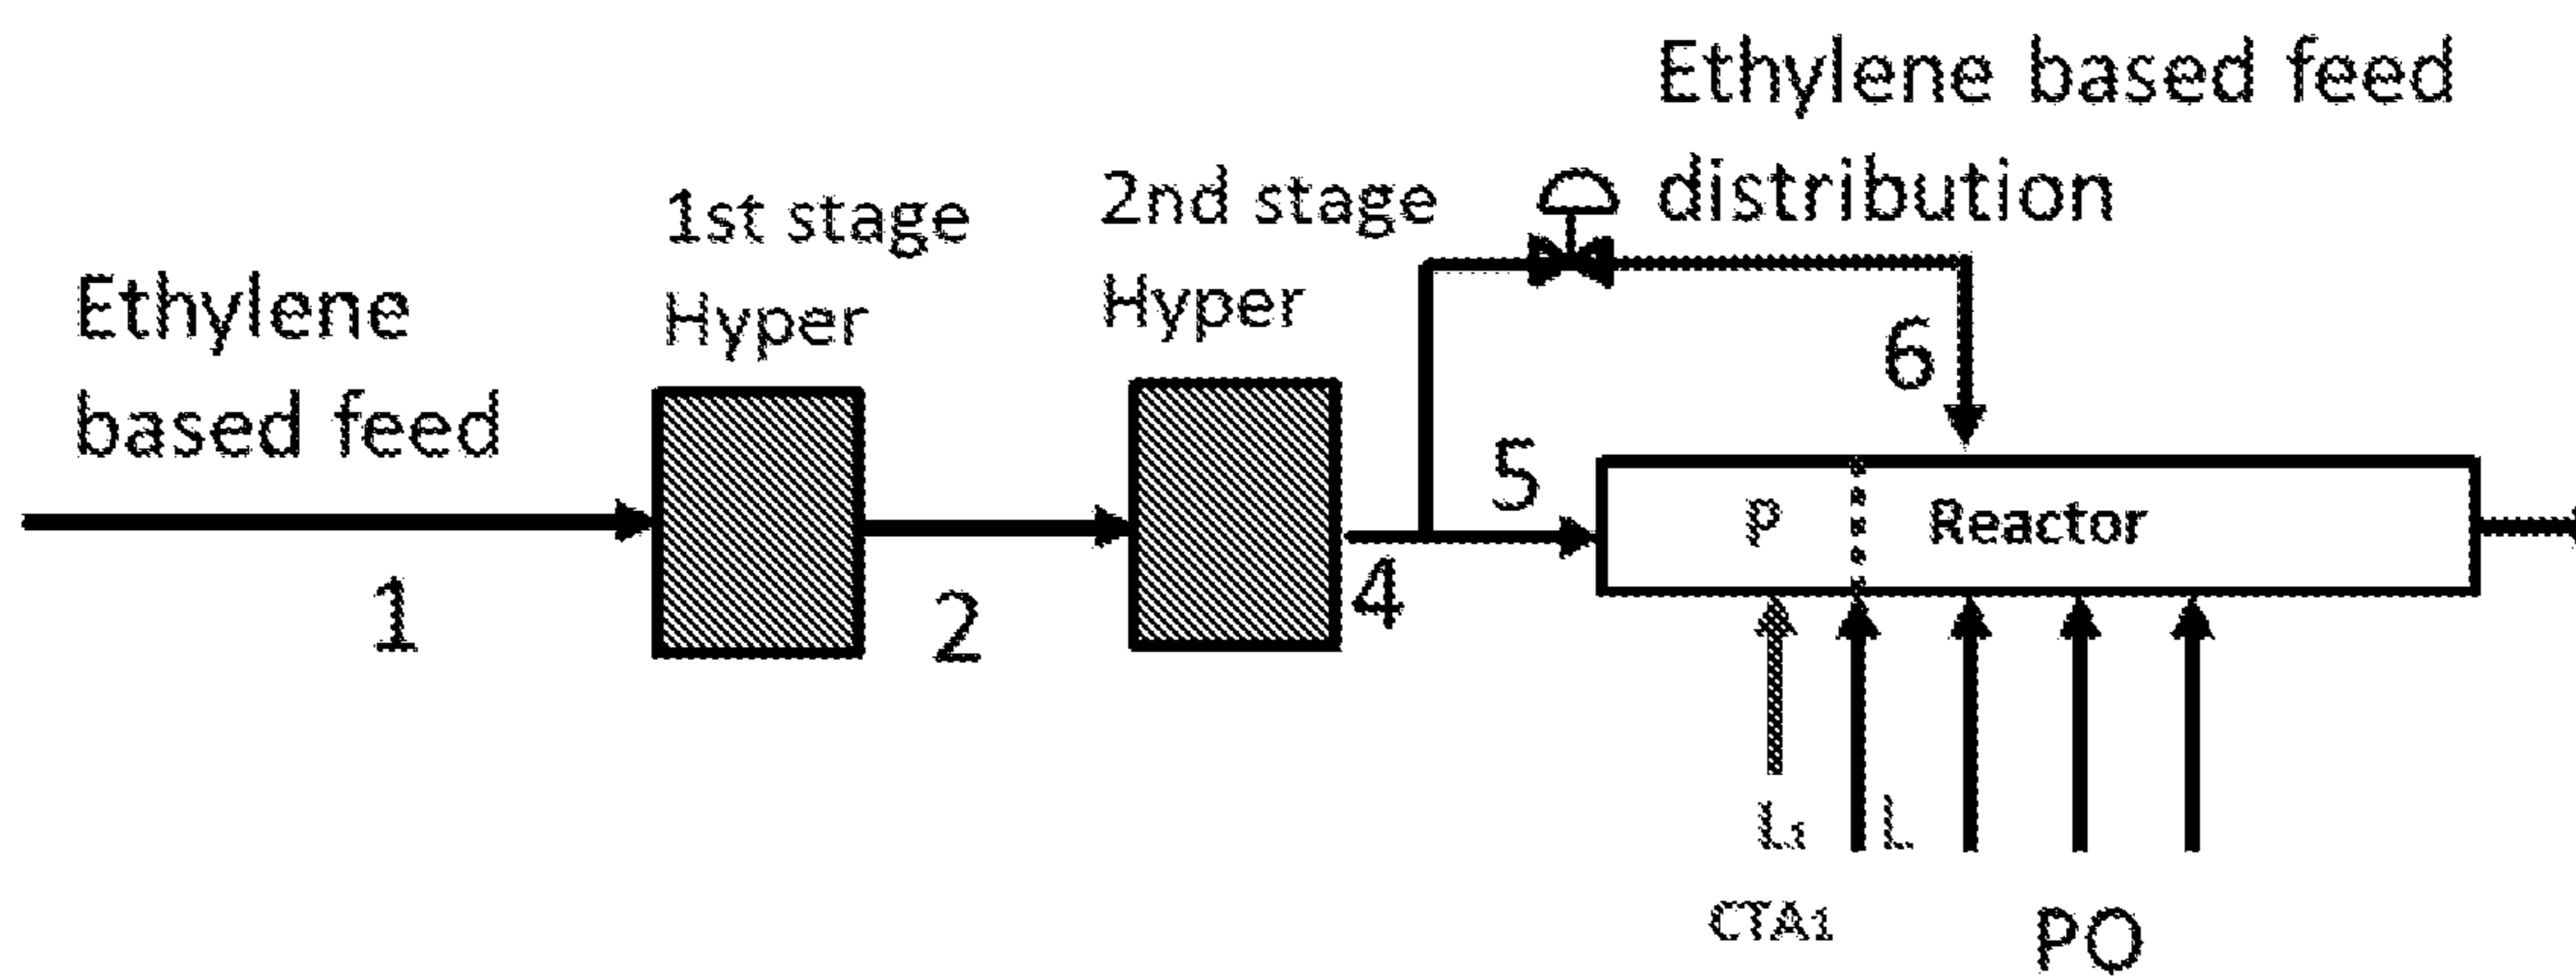 Ethylene based feed
distribution
1st stage
Hyper
2nd stage
Hyper
Ethylene
based feed
1
2
4
5
6
P
Reactor
L1
L
CTA1
PO